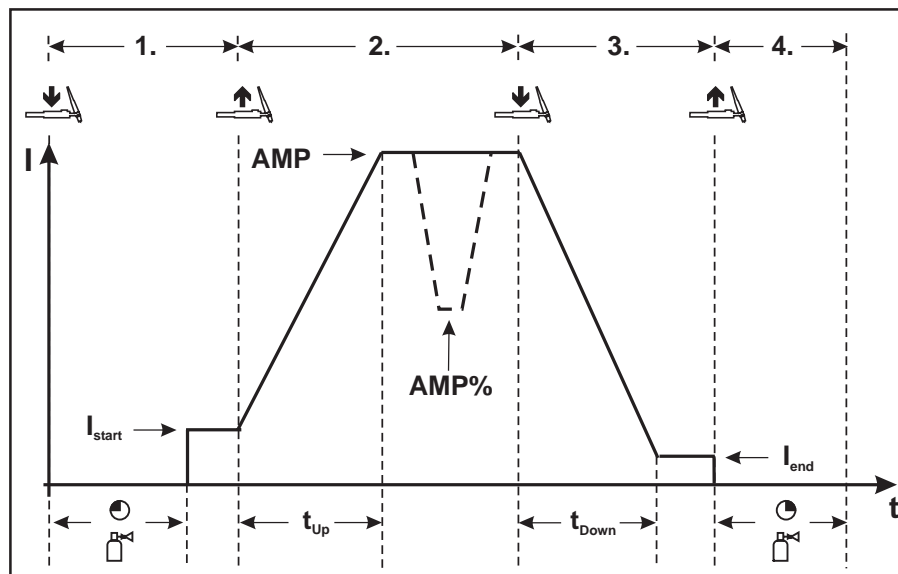 1. 2. 3. 4.
I
AMP
AMP%
Istart
Iend
t
tUp
tDown